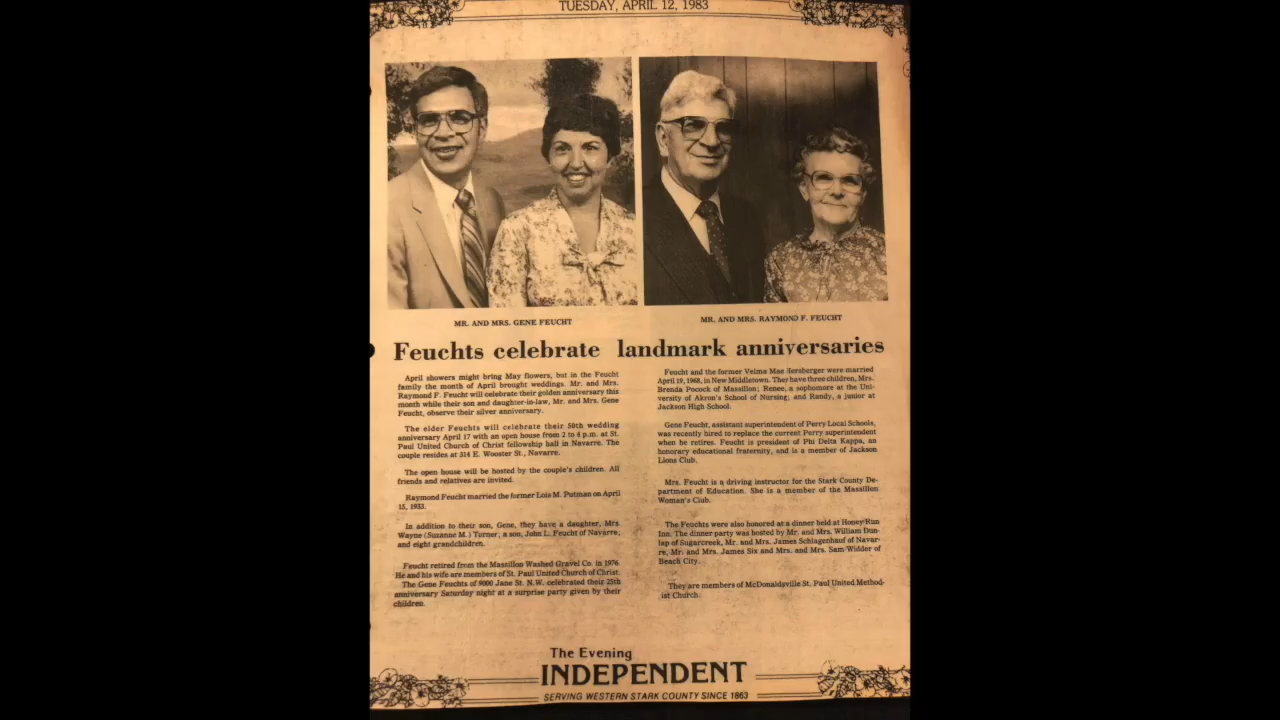 TUESDAY, APRIL 12, 1983
MR. AND MRS. GENE FEUCHT
MR. AND MRS. RAYMOND F. FEUCHT
Feuchts celebrate landmark anniversaries
April showers might bring May flowers, but in the Feucht
family the month of April brought weddings. Mr. and Mrs.
Raymond F. Feucht will celebrate their golden anniversary this
month while their son and daughter-in-law, Mr. and Mrs. Gene
Feucht, observe their silver anniversary.
The elder Feuchts will celebrate their 50th wedding
anniversary April 17 with an open house from 2 to 4 p.m. at St.
Paul United Church of Christ fellowship hall in Navarre. The
couple resides at 314 E. Wooster St., Navarre.
The open house will be hosted by the couple's children. All
friends and relatives are invited.
Raymond Feucht married the former Lois M. Putman on April
15, 1933.
In addition to their son, Gene, they have a daughter, Mrs.
Wayne (Suzanne M.) Turner; a son, John L. Feucht of Navarre;
and eight grandchildren.
Feucht retired from the Massillon Washed Gravel Co. in 1976.
He and his wife are members of St. Paul United Church of Christ.
The Gene Feuchts of 9000 Jane St. N.W. celebrated their 25th
anniversary Saturday night at a surprise party given by their
children.
Feucht and the former Velma Mae Hersberger were married
April 19, 1968, in New Middletown. They have three children, Mrs.
Brenda Pocock of Massillon; Renee, a sophomore at the Uni-
versity of Akron's School of Nursing; and Randy, a junior at
Jackson High School.
Gene Feucht, assistant superintendent of Perry Local Schools,
was recently hired to replace the current Perry superintendent
when he retires. Feucht is president of Phi Delta Kappa, an
honorary educational fraternity, and is a member of Jackson
Lions Club.
Mrs. Feucht is a driving instructor for the Stark County De-
partment of Education. She is a member of the Massillon
Woman's Club.
The Feuchts were also honored at a dinner held at Honey Run
Inn. The dinner party was hosted by Mr. and Mrs. William Dun-
lap of Sugarcreek, Mr. and Mrs. James Schlagenhauf of Navar-
re, Mr. and Mrs. James Six and Mrs. and Mrs. Sam Widder of
Beach City.
They are members of McDonaldsville St. Paul United Method-
ist Church.
The Evening
INDEPENDENT
SERVING WESTERN STARK COUNTY SINCE 1863